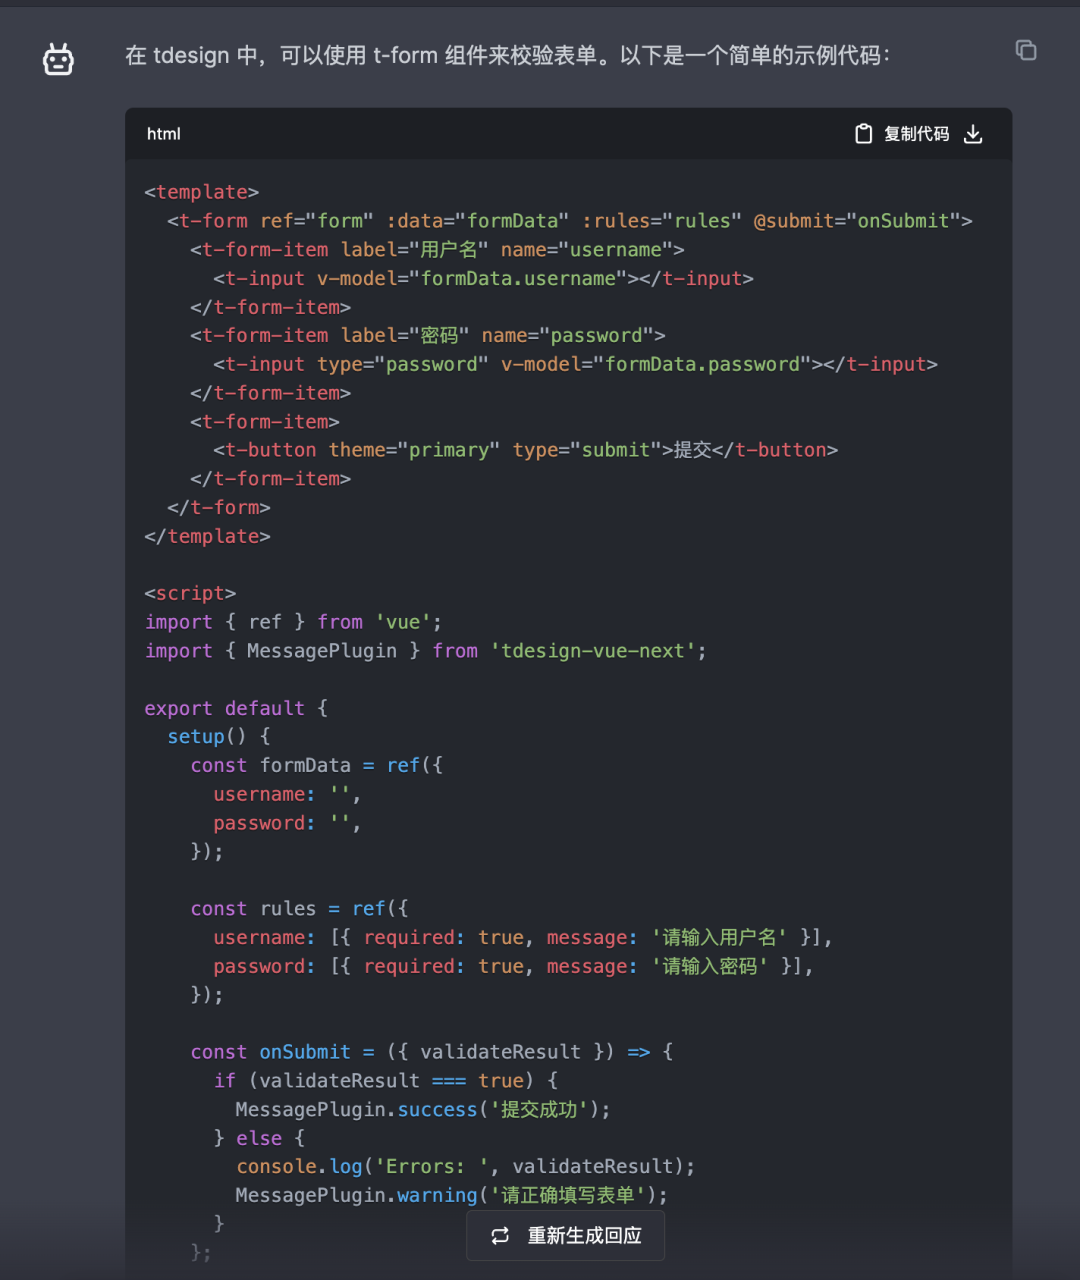 在 tdesign 中，可以使用 t-form 组件来校验表单。以下是一个简单的示例代码：
html 复制代码
<template>
  <t-form ref="form" :data="formData" :rules="rules" @submit="onSubmit">
    <t-form-item label="用户名" name="username">
      <t-input v-model="formData.username"></t-input>
    </t-form-item>
    <t-form-item label="密码" name="password">
      <t-input type="password" v-model="formData.password"></t-input>
    </t-form-item>
    <t-form-item>
      <t-button theme="primary" type="submit">提交</t-button>
    </t-form-item>
  </t-form>
</template>
<script>
import { ref } from 'vue';
import { MessagePlugin } from 'tdesign-vue-next';
export default {
  setup() {
    const formData = ref({
      username: '',
      password: '',
    });
    const rules = ref({
      username: [{ required: true, message: '请输入用户名' }],
      password: [{ required: true, message: '请输入密码' }],
    });
    const onSubmit = ({ validateResult }) => {
      if (validateResult === true) {
        MessagePlugin.success('提交成功');
      } else {
        console.log('Errors: ', validateResult);
        MessagePlugin.warning('请正确填写表单');
      }
    };
重新生成回应